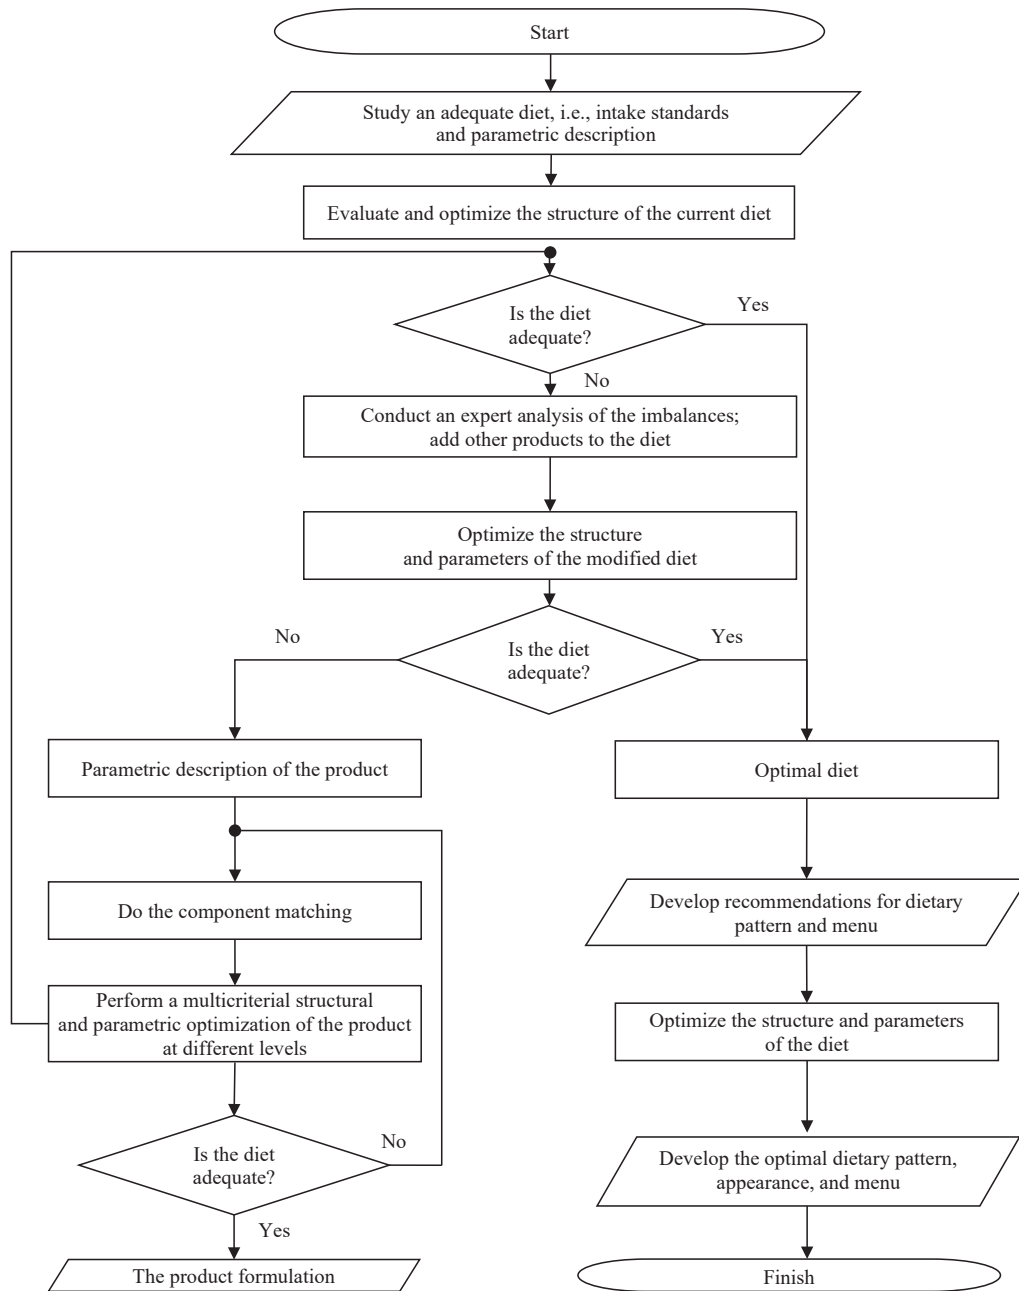 Start
Study an adequate diet, i.e., intake standards
and parametric description
Evaluate and optimize the structure of the current diet
Is the diet
adequate?
Yes
No
Conduct an expert analysis of the imbalances;
add other products to the diet
Optimize the structure
and parameters of the modified diet
No
Is the diet
adequate?
Yes
Parametric description of the product
Do the component matching
Perform a multicriterial structural
and parametric optimization of the product
at different levels
Is the diet
adequate?
No
Yes
The product formulation
Optimal diet
Develop recommendations for dietary
pattern and menu
Optimize the structure and parameters
of the diet
Develop the optimal dietary pattern,
appearance, and menu
Finish